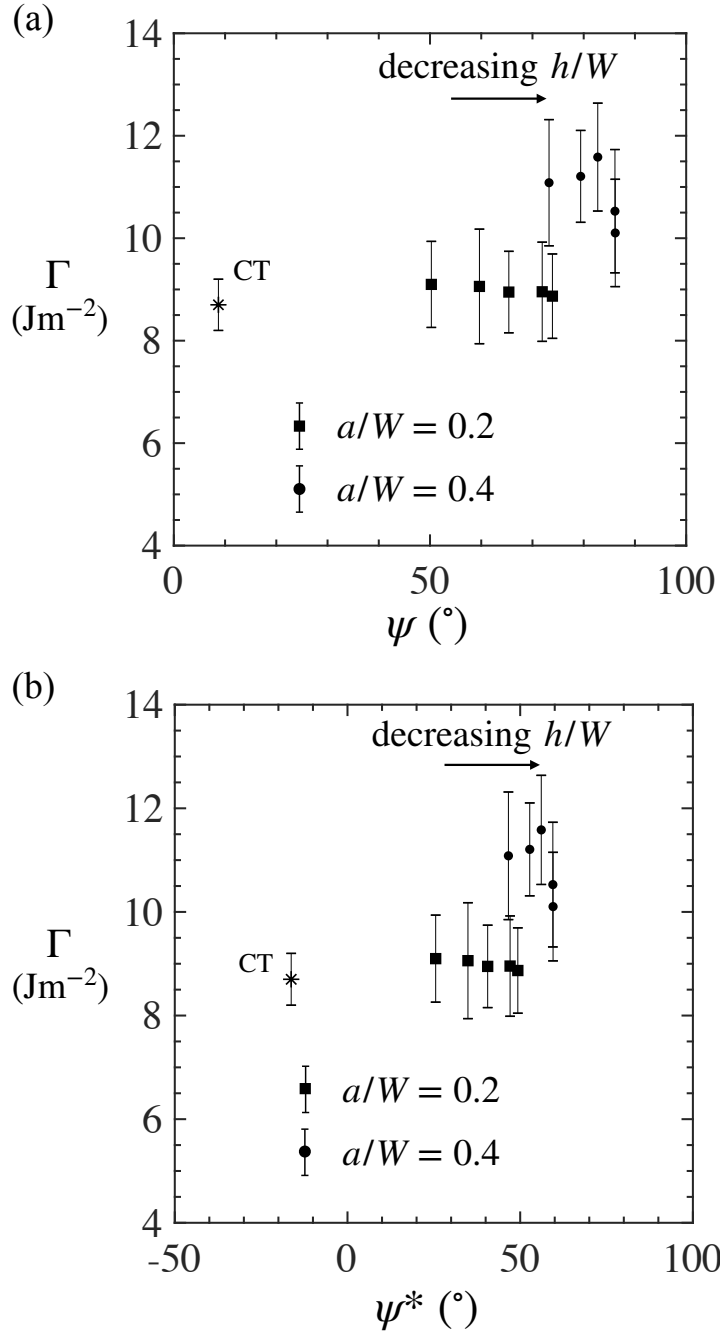 (a)
14
decreasing h/W
12
10
Γ
CT
(Jm⁻²)
8
a/W = 0.2
6
a/W = 0.4
4
0
50
100
ψ (°)
(b)
14
decreasing h/W
12
10
Γ
CT
(Jm⁻²)
8
a/W = 0.2
6
a/W = 0.4
4
-50
0
50
100
ψ* (°)